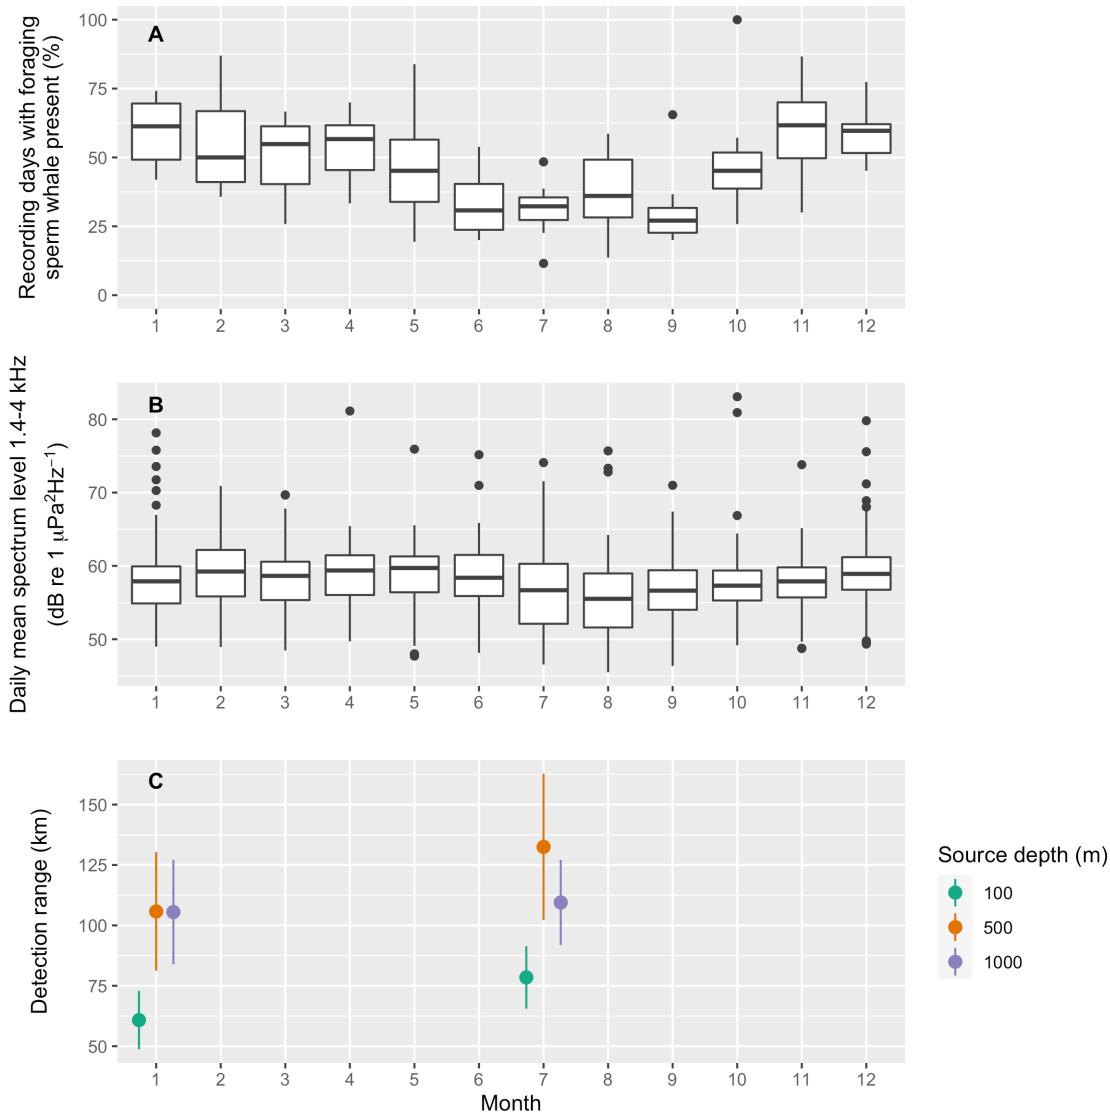 A
Recording days with foraging
sperm whale present (%)
100
75
50
25
0
1 2 3 4 5 6 7 8 9 10 11 12
B
Daily mean spectrum level 1.4-4 kHz
(dB re 1 μPa²Hz⁻¹)
80
70
60
50
1 2 3 4 5 6 7 8 9 10 11 12
C
Detection range (km)
150
125
100
75
50
1 2 3 4 5 6 7 8 9 10 11 12
Month
Source depth (m)
100
500
1000